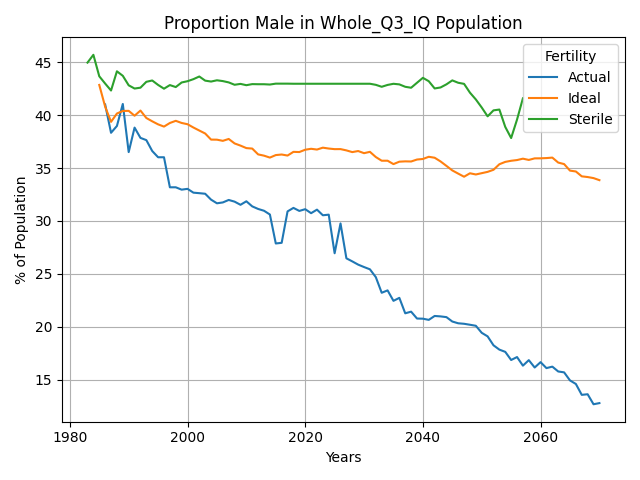 Proportion Male in Whole_Q3_IQ Population
Fertility
Actual
Ideal
Sterile
% of Population
45
40
35
30
25
20
15
1980
2000
2020
2040
2060
Years